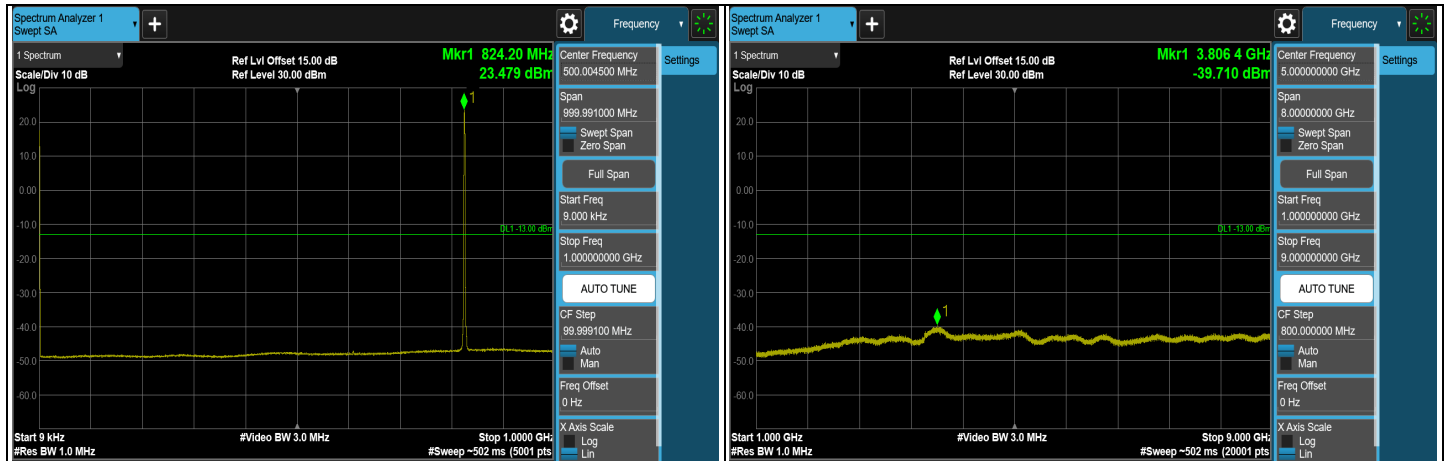 Spectrum Analyzer 1
Swept SA
+
Frequency
1 Spectrum
Scale/Div 10 dB
Log
Ref Lvl Offset 15.00 dB
Ref Level 30.00 dBm
Mkr1 824.20 MHz
23.479 dBm
1
20.0
10.0
0.00
-10.0
-20.0
-30.0
-40.0
-50.0
-60.0
DL1 -13.00 dBm
Start 9 kHz
#Res BW 1.0 MHz
#Video BW 3.0 MHz
Stop 1.0000 GHz
#Sweep ~502 ms (5001 pts
Center Frequency
500.004500 MHz
Settings
Span
999.991000 MHz
Swept Span
Zero Span
Full Span
Start Freq
9.000 kHz
Stop Freq
1.000000000 GHz
AUTO TUNE
CF Step
99.999100 MHz
Auto
Man
Freq Offset
0 Hz
X Axis Scale
Log
Lin
Spectrum Analyzer 1
Swept SA
+
Frequency
1 Spectrum
Scale/Div 10 dB
Log
Ref Lvl Offset 15.00 dB
Ref Level 30.00 dBm
Mkr1 3.806 4 GHz
-39.710 dBm
1
20.0
10.0
0.00
-10.0
-20.0
-30.0
-40.0
-50.0
-60.0
DL1 -13.00 dBm
Start 1.000 GHz
#Res BW 1.0 MHz
#Video BW 3.0 MHz
Stop 9.000 GHz
#Sweep ~502 ms (20001 pts
Center Frequency
5.000000000 GHz
Settings
Span
8.00000000 GHz
Swept Span
Zero Span
Full Span
Start Freq
1.000000000 GHz
Stop Freq
9.000000000 GHz
AUTO TUNE
CF Step
800.000000 MHz
Auto
Man
Freq Offset
0 Hz
X Axis Scale
Log
Lin